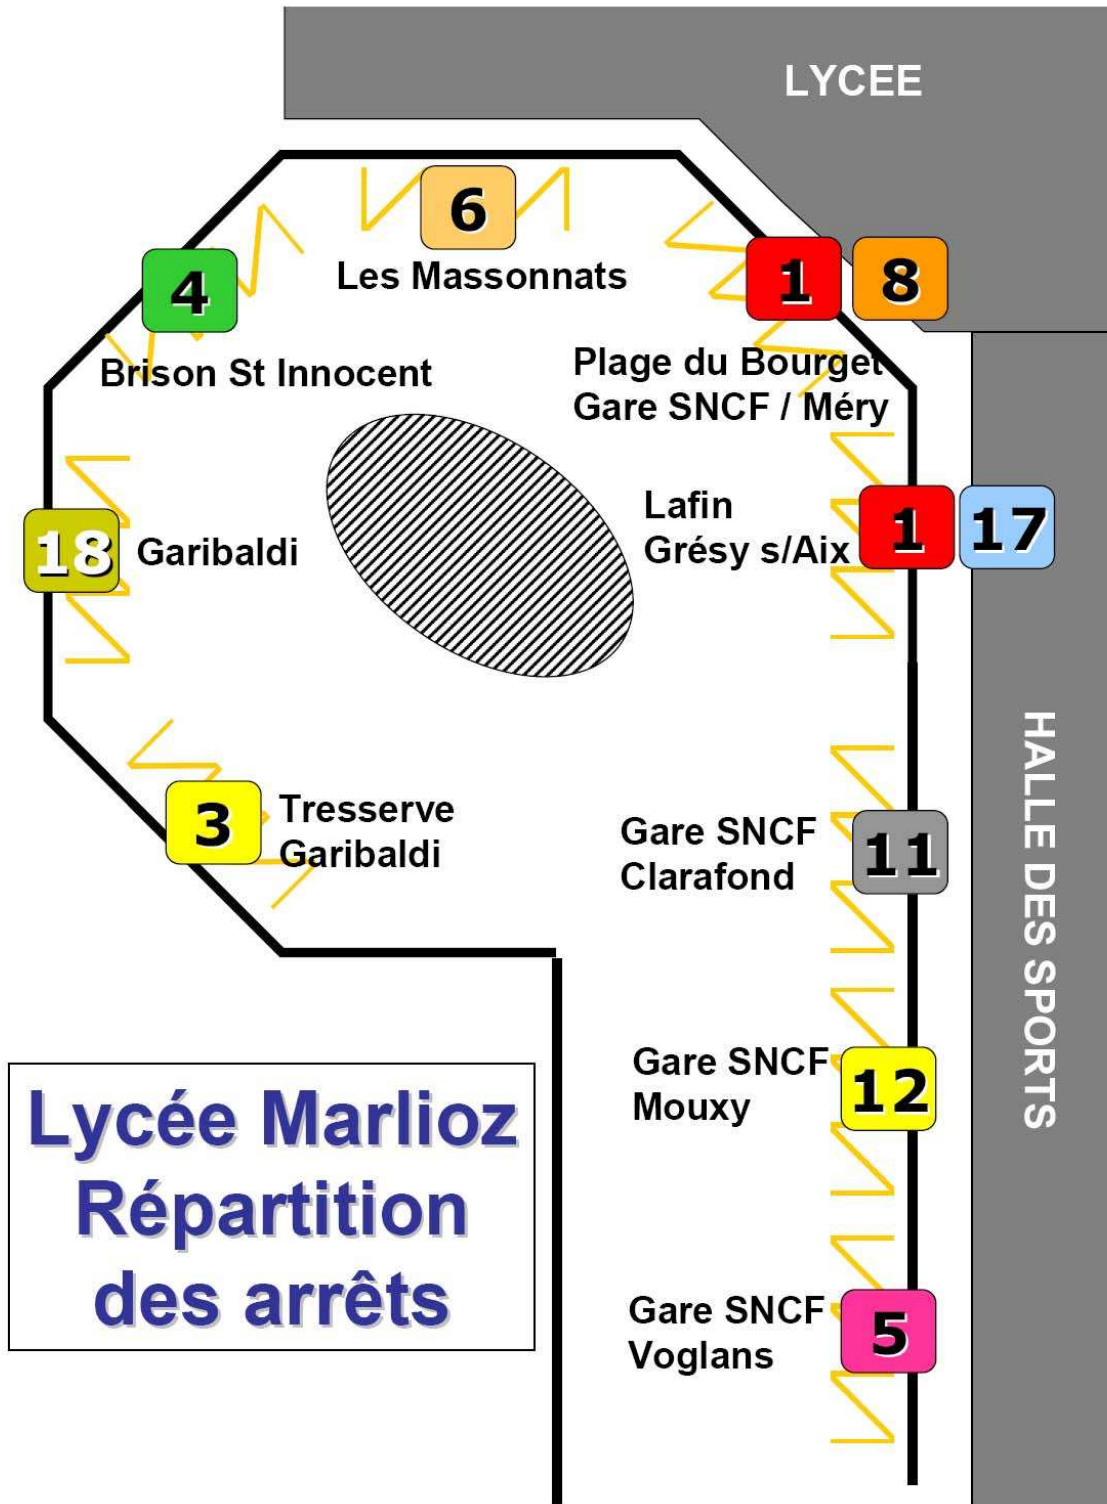 LYCEE
6
Les Massonnats
4
Brison St Innocent
1 8
Plage du Bourget
Gare SNCF / Méry
18
Garibaldi
Lafin
Grésy s/Aix
1 17
3
Tresserve
Garibaldi
Gare SNCF
Clarafond
11
HALLE DES SPORTS
Gare SNCF
Mouxy
12
Gare SNCF
Voglans
5
Lycée Marlioz
Répartition
des arrêts